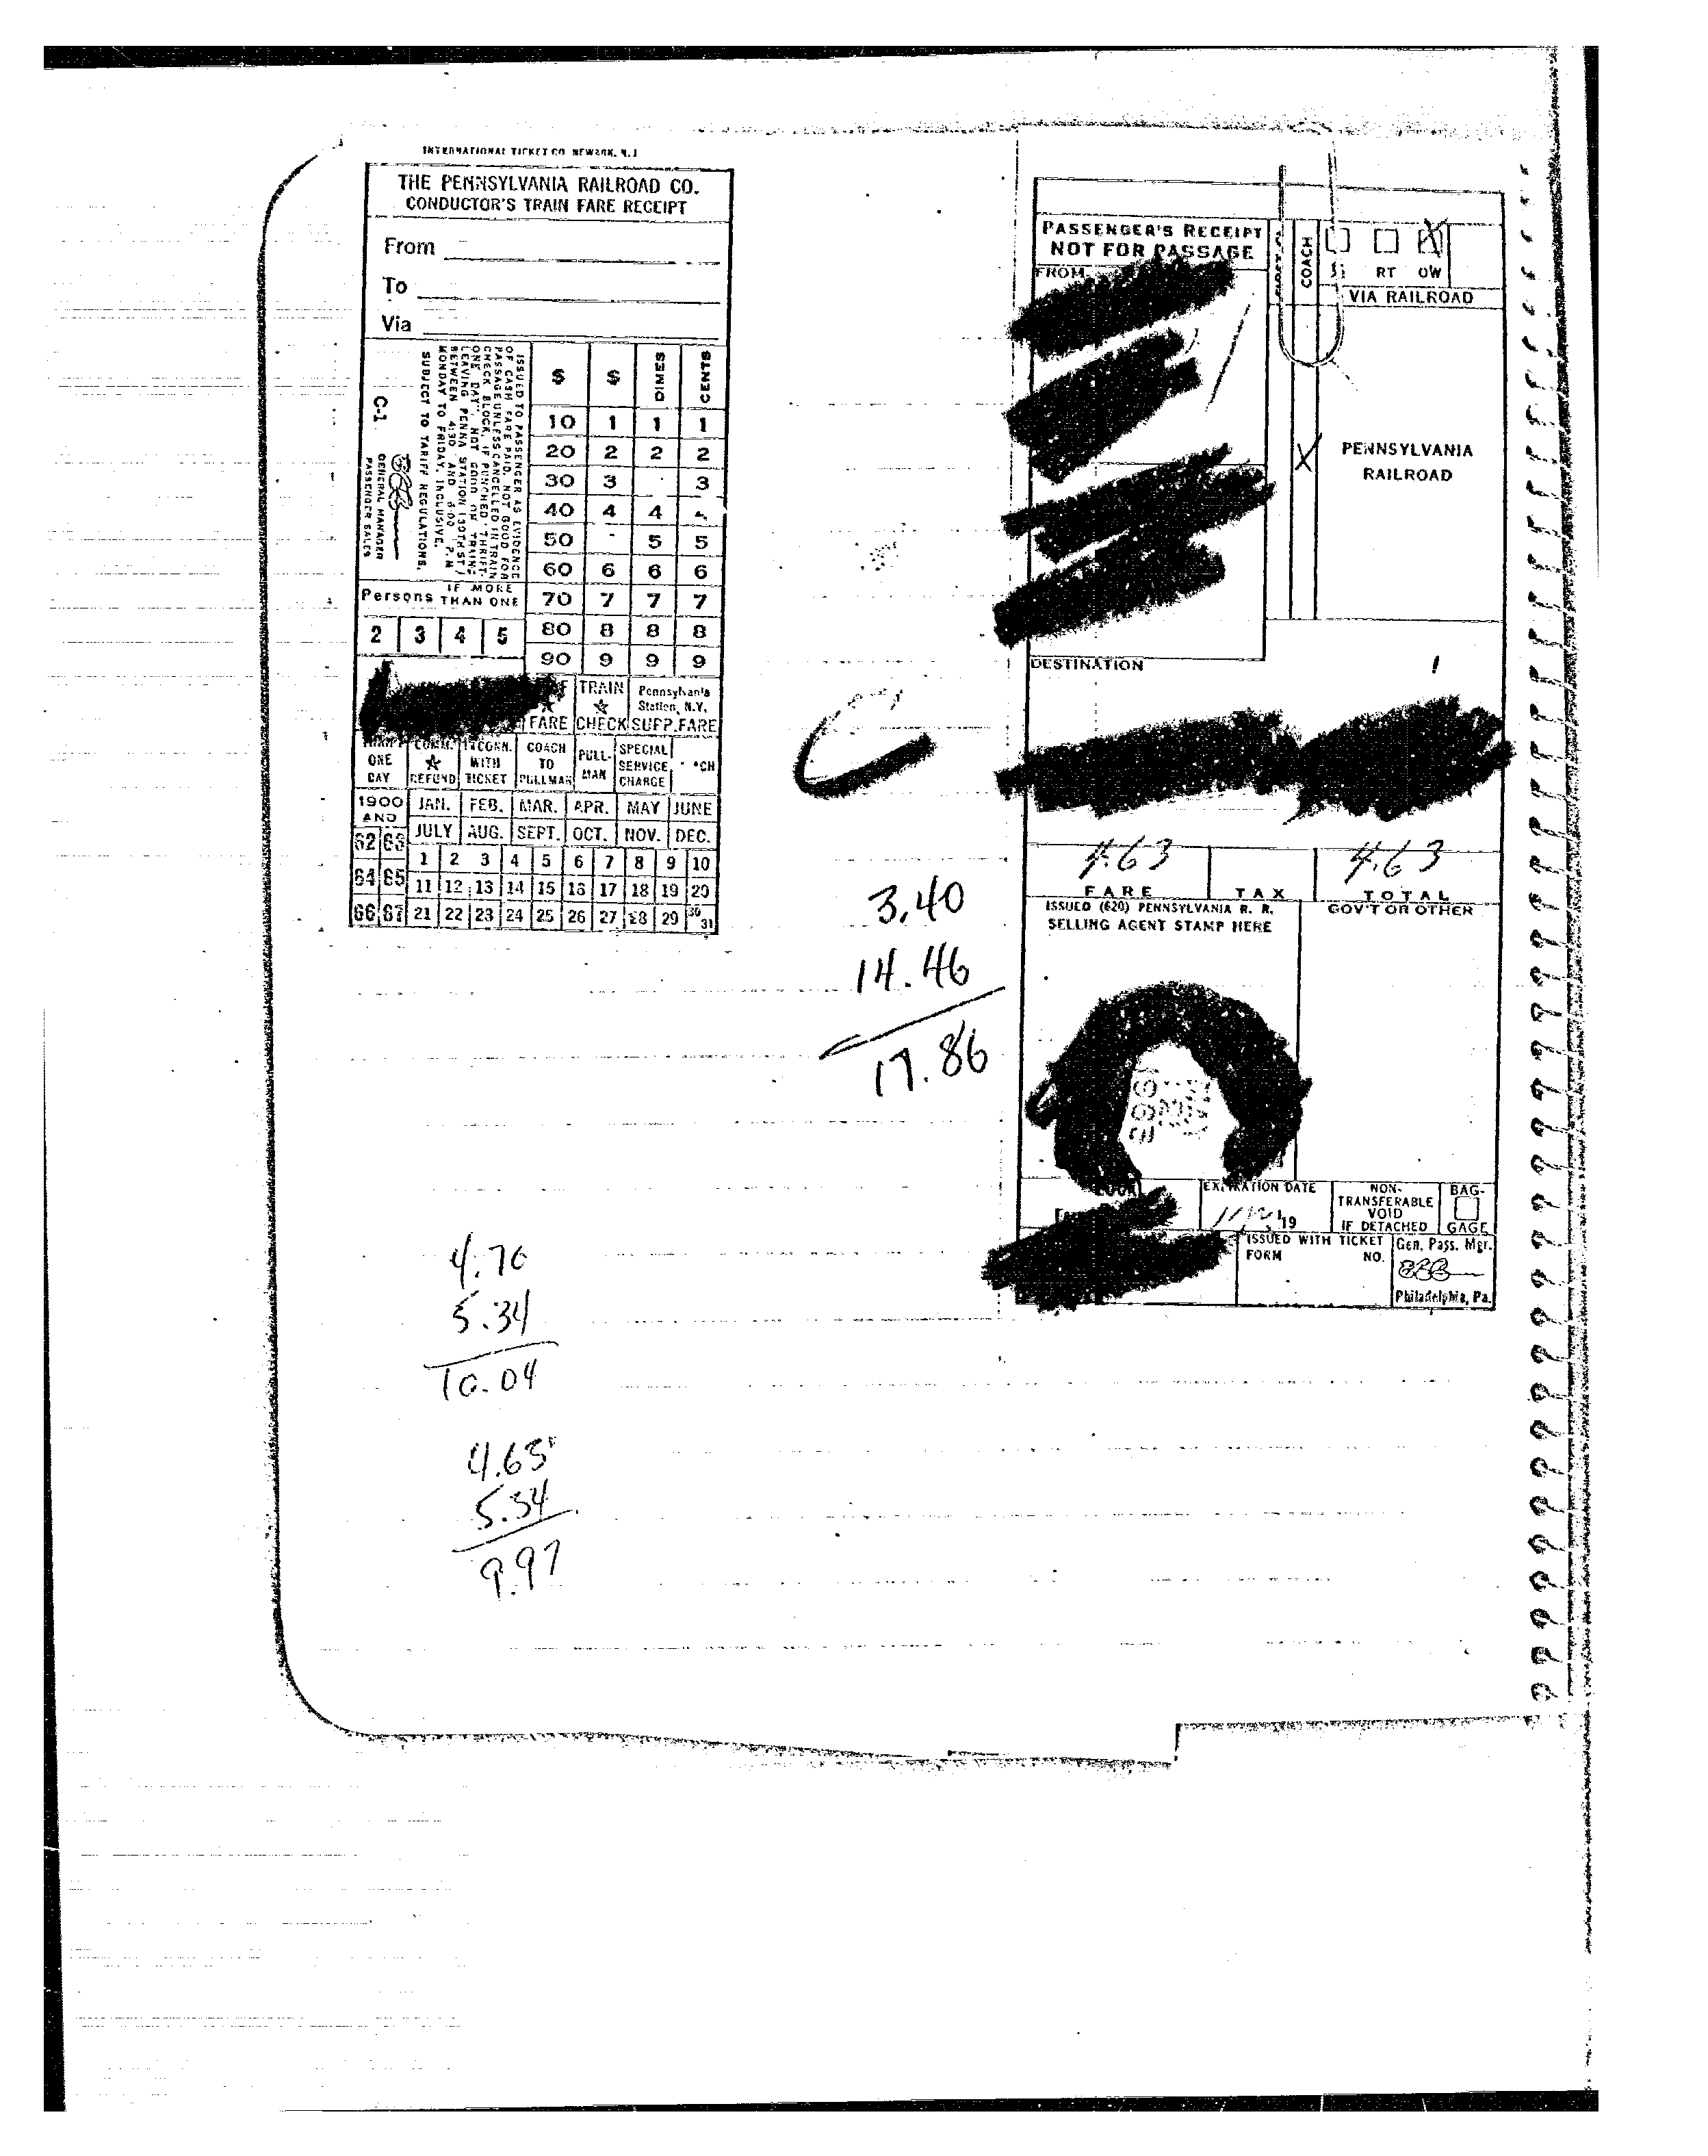 INTERNATIONAL TICKET CO. NEWARK, N.J.
THE PENNSYLVANIA RAILROAD CO.
CONDUCTOR'S TRAIN FARE RECEIPT
From
To
Via
ISSUED TO PASSENGER AS EVIDENCE
OF CASH FARE PAID. NOT GOOD FOR
PASSAGE UNLESS CANCELLED IN TRAIN
CHECK BLOCK. IF PUNCHED "THRIFT-
ONE DAY", NOT GOOD ON TRAINS
LEAVING PENNA STATION (30TH ST.)
BETWEEN 4:30 AND 6:00 P.M.
MONDAY TO FRIDAY, INCLUSIVE.
SUBJECT TO TARIFF REGULATIONS.
C-1
GENERAL MANAGER
PASSENGER SALES
$ $ DIMES CENTS
10 1 1 1
20 2 2 2
30 3 3
40 4 4
50 5 5
60 6 6 6
70 7 7 7
80 8 8 8
90 9 9 9
Persons IF MORE THAN ONE
2 3 4 5
FARE
TRAIN ☆ CHECK
Pennsylvania Station, N.Y. SUPP. FARE
ONE DAY
COMM. ☆ REFUND
CONN. WITH TICKET
COACH TO PULLMAN
PULL-MAN
SPECIAL SERVICE CHARGE
1900 AND
JAN. FEB. MAR. APR. MAY JUNE
JULY AUG. SEPT. OCT. NOV. DEC.
62 63
64 65
66 67
1 2 3 4 5 6 7 8 9 10
11 12 13 14 15 16 17 18 19 20
21 22 23 24 25 26 27 28 29 30 31
3.40
14.46
17.86
4.70
5.34
10.04
4.63
5.34
9.97
PASSENGER'S RECEIPT
NOT FOR PASSAGE
FROM
COACH
RT OW
VIA RAILROAD
X
PENNSYLVANIA
RAILROAD
DESTINATION
4.63 4.63
FARE TAX TOTAL
ISSUED (620) PENNSYLVANIA R. R.
SELLING AGENT STAMP HERE
GOV'T OR OTHER
EXPIRATION DATE
19
NON-
TRANSFERABLE
VOID
IF DETACHED
BAG-
GAGE
ISSUED WITH TICKET
FORM NO.
Gen. Pass. Mgr.
Philadelphia, Pa.